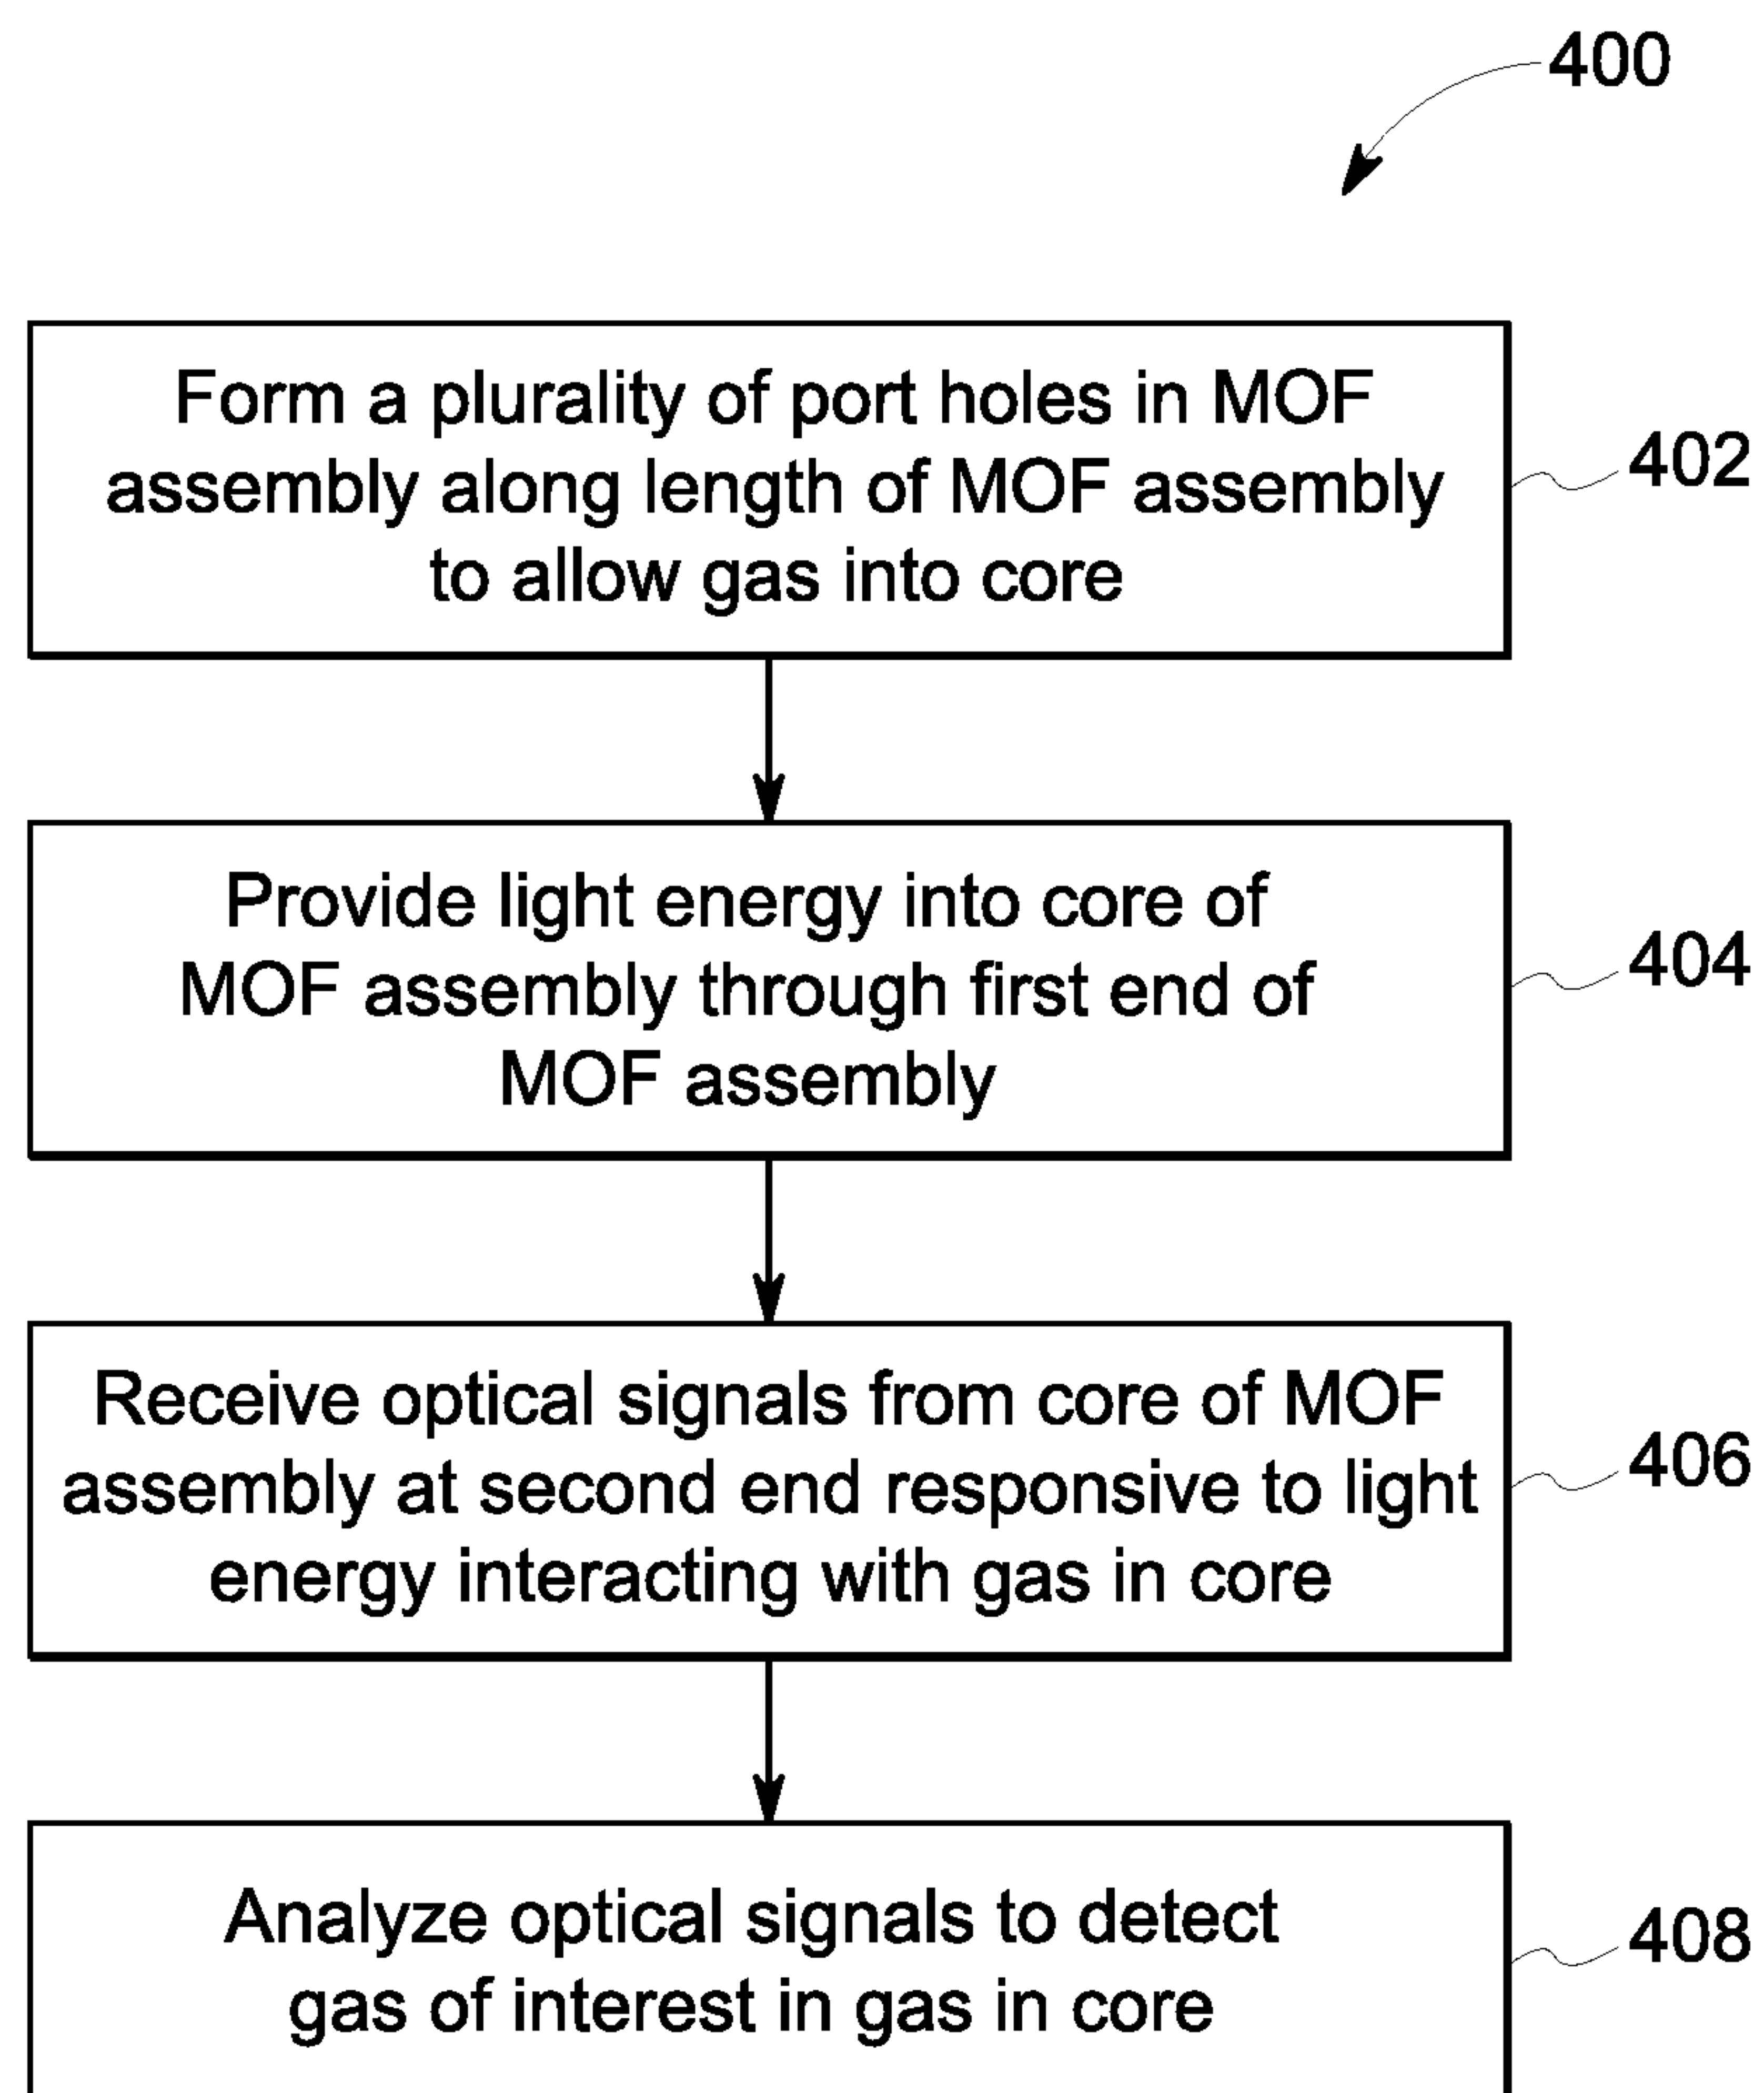 400
Form a plurality of port holes in MOF
assembly along length of MOF assembly
to allow gas into core
402
Provide light energy into core of
MOF assembly through first end of
MOF assembly
404
Receive optical signals from core of MOF
assembly at second end responsive to light
energy interacting with gas in core
406
Analyze optical signals to detect
gas of interest in gas in core
408